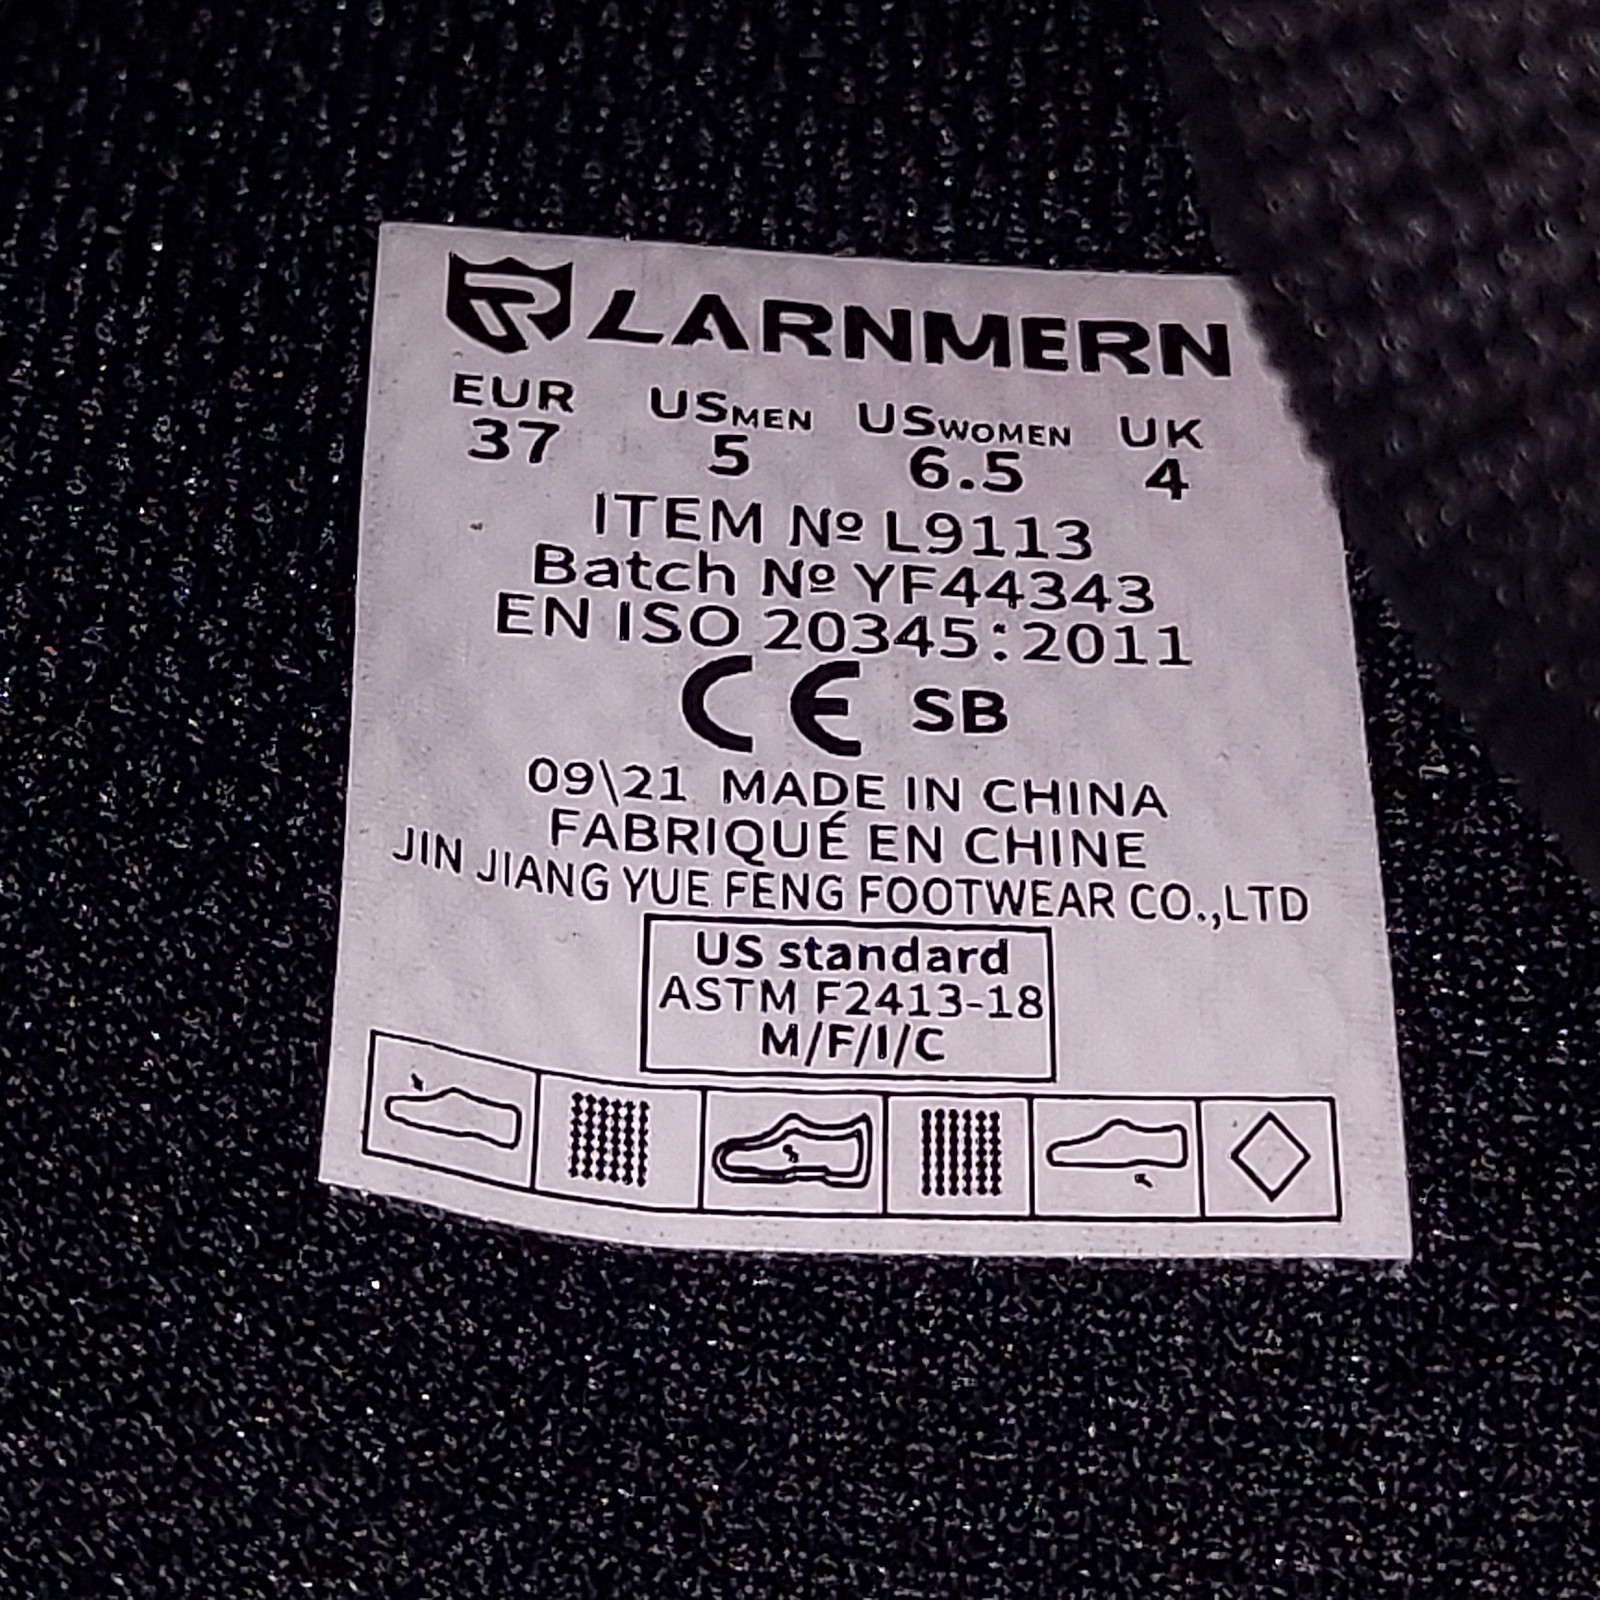 LARNMERN
EUR USMEN USWOMEN UK
37 5 6.5 4
ITEM Nº L9113
Batch Nº YF44343
EN ISO 20345:2011
CE SB
09\21 MADE IN CHINA
FABRIQUÉ EN CHINE
JIN JIANG YUE FENG FOOTWEAR CO.,LTD
US standard
ASTM F2413-18
M/F/I/C